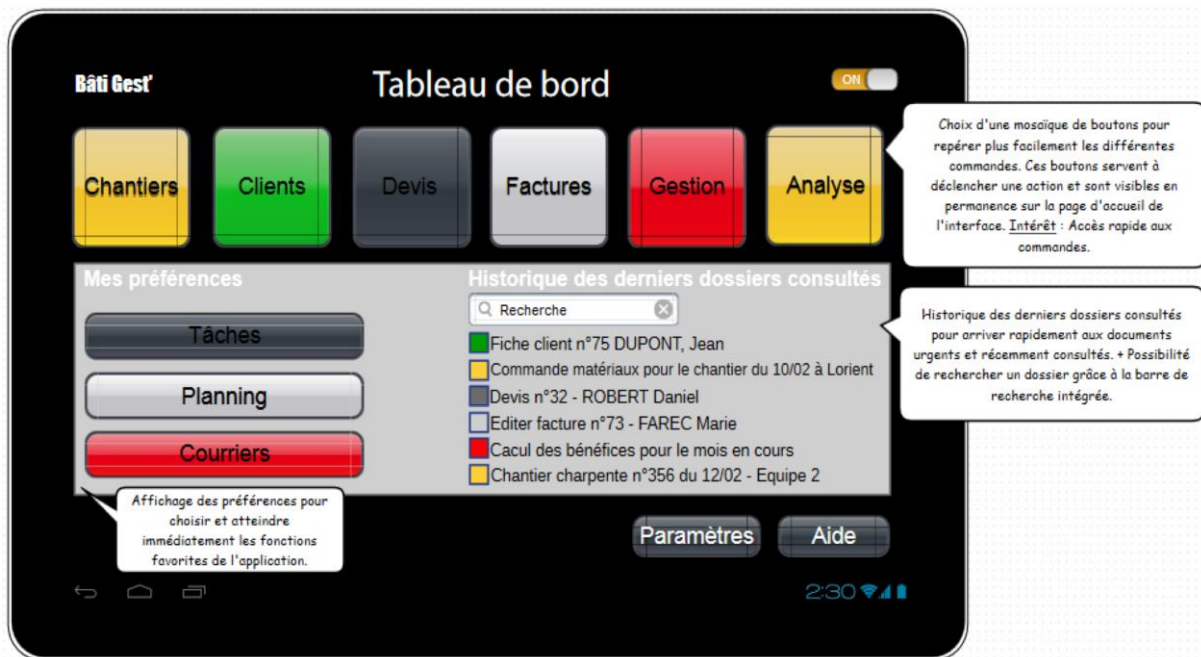 Bâti Gest'
Tableau de bord
ON
Chantiers
Clients
Devis
Factures
Gestion
Analyse
Choix d'une mosaïque de boutons pour
repérer plus facilement les différentes
commandes. Ces boutons servent à
déclencher une action et sont visibles en
permanence sur la page d'accueil de
l'interface. Intérêt : Accès rapide aux
commandes.
Mes préférences
Tâches
Planning
Courriers
Historique des derniers dossiers consultés
Recherche
Fiche client n°75 DUPONT, Jean
Commande matériaux pour le chantier du 10/02 à Lorient
Devis n°32 - ROBERT Daniel
Editer facture n°73 - FAREC Marie
Cacul des bénéfices pour le mois en cours
Chantier charpente n°356 du 12/02 - Equipe 2
Historique des derniers dossiers consultés
pour arriver rapidement aux documents
urgents et récemment consultés. + Possibilité
de rechercher un dossier grâce à la barre de
recherche intégrée.
Affichage des préférences pour
choisir et atteindre
immédiatement les fonctions
favorites de l'application.
Paramètres
Aide
2:30